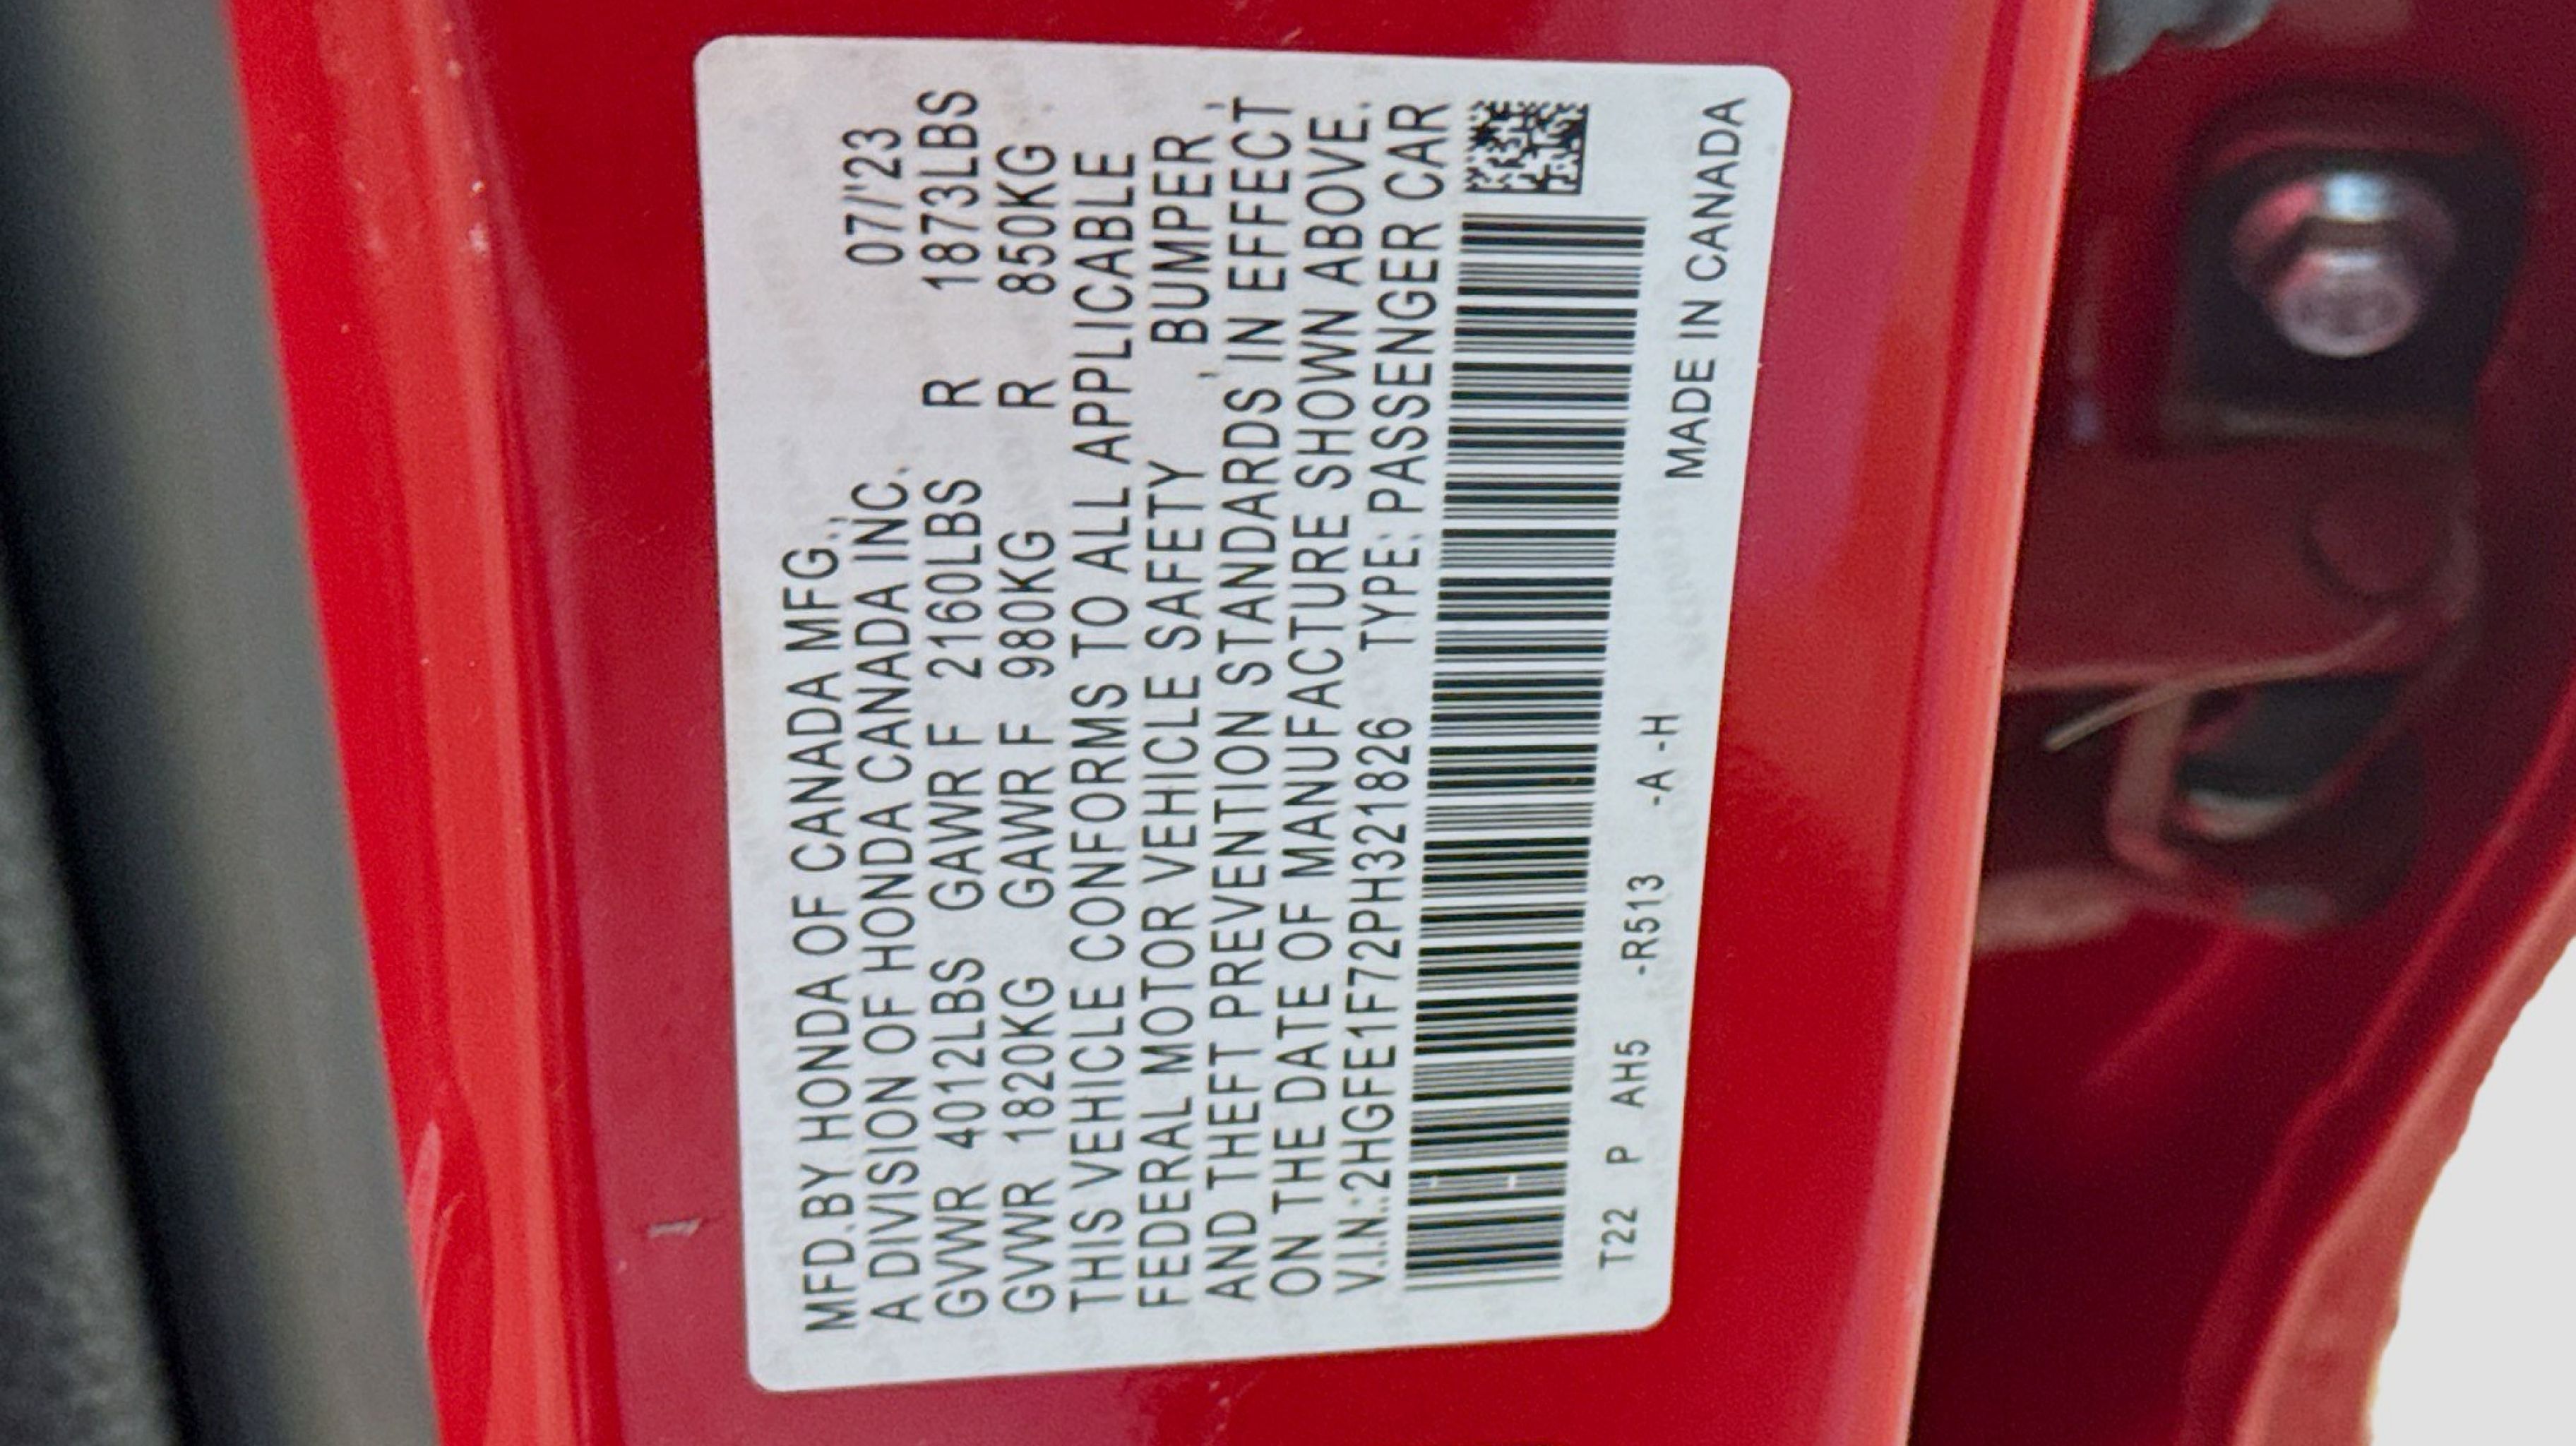 MFD.BY HONDA OF CANADA MFG.,
07/'23
A DIVISION OF HONDA CANADA INC.
GVWR 4012LBS GAWR F 2160LBS R 1873LBS
GVWR 1820KG GAWR F 980KG R 850KG
THIS VEHICLE CONFORMS TO ALL APPLICABLE
FEDERAL MOTOR VEHICLE SAFETY , BUMPER ,
AND THEFT PREVENTION STANDARDS IN EFFECT
ON THE DATE OF MANUFACTURE SHOWN ABOVE.
V.I.N.:2HGFE1F72PH321826 TYPE: PASSENGER CAR
T22 P AH5 -R513 -A -H
MADE IN CANADA